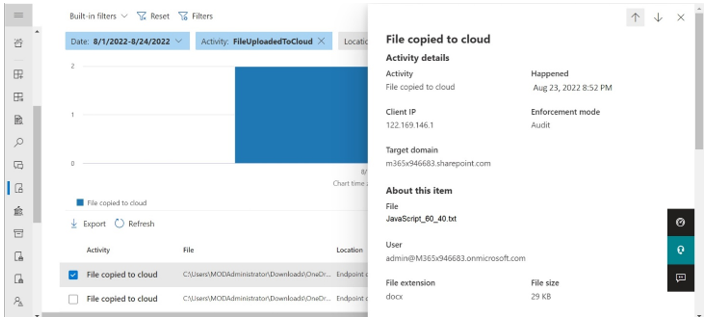 Built-in filters
Reset
Filters
Date: 8/1/2022-8/24/2022
Activity: FileUploadedToCloud
Locatio
2
1
0
8/
Chart time
File copied to cloud
Export
Refresh
Activity
File
Location
File copied to cloud
C:\Users\MODAdministrator\Downloads\OneDr...
Endpoint d
File copied to cloud
C:\Users\MODAdministrator\Downloads\OneDr...
Endpoint d
File copied to cloud
Activity details
Activity
Happened
File copied to cloud
Aug 23, 2022 8:52 PM
Client IP
Enforcement mode
122.169.146.1
Audit
Target domain
m365x946683.sharepoint.com
About this item
File
JavaScript_60_40.txt
User
admin@M365x946683.onmicrosoft.com
File extension
File size
docx
29 KB